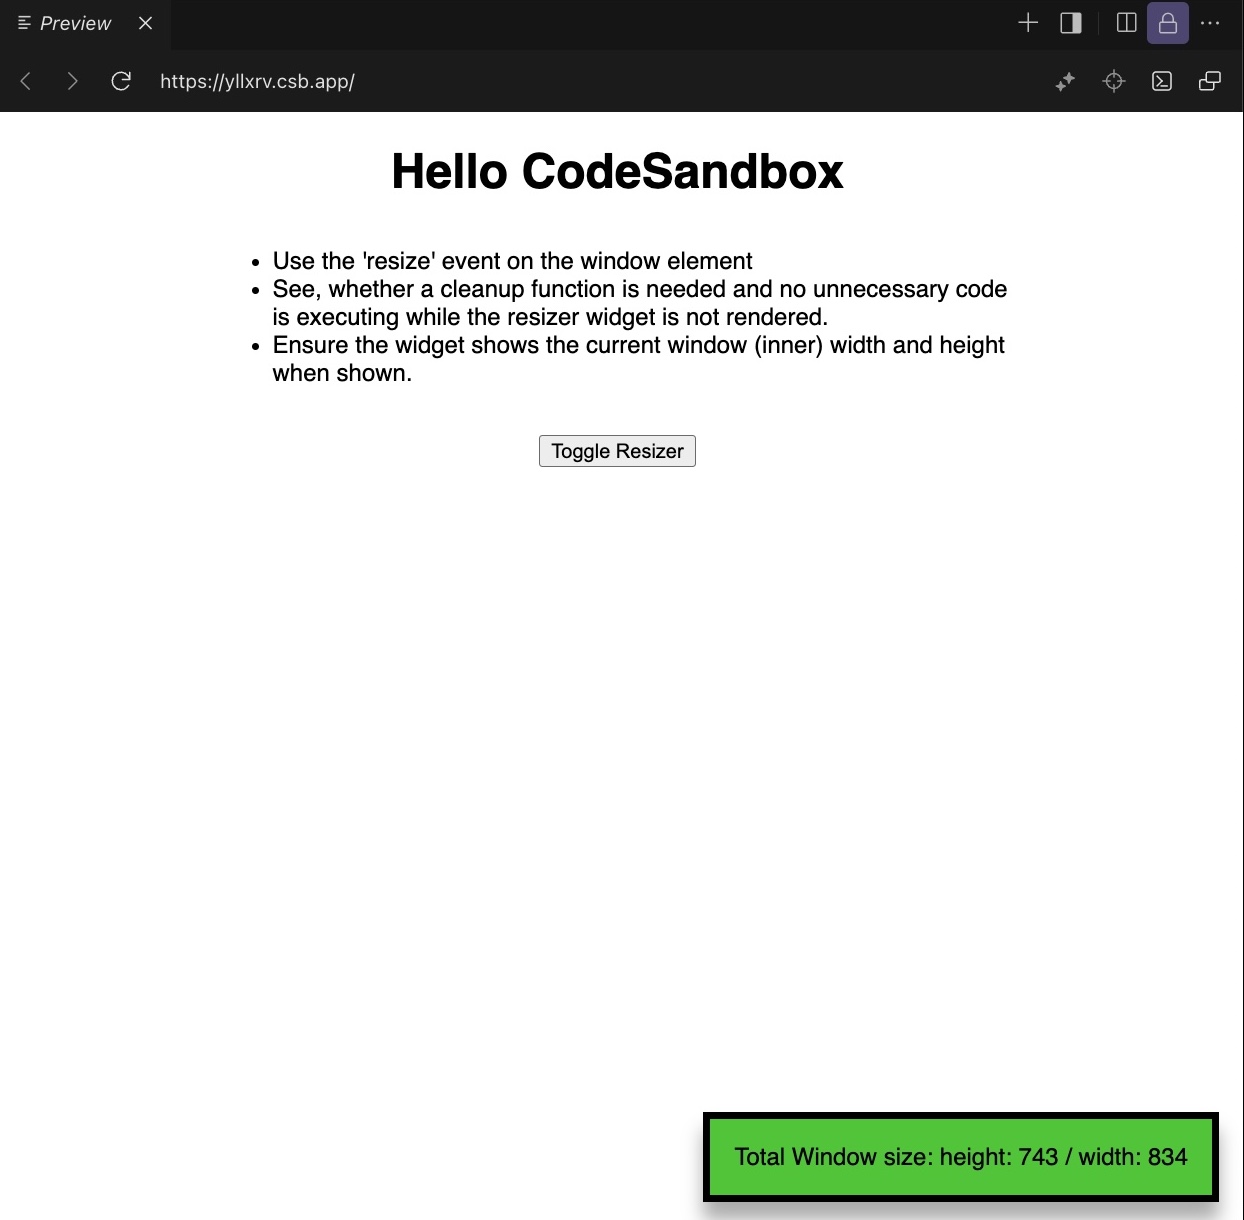 Preview
https://yllxrv.csb.app/
Hello CodeSandbox
• Use the 'resize' event on the window element
• See, whether a cleanup function is needed and no unnecessary code
is executing while the resizer widget is not rendered.
• Ensure the widget shows the current window (inner) width and height
when shown.
Toggle Resizer
Total Window size: height: 743 / width: 834